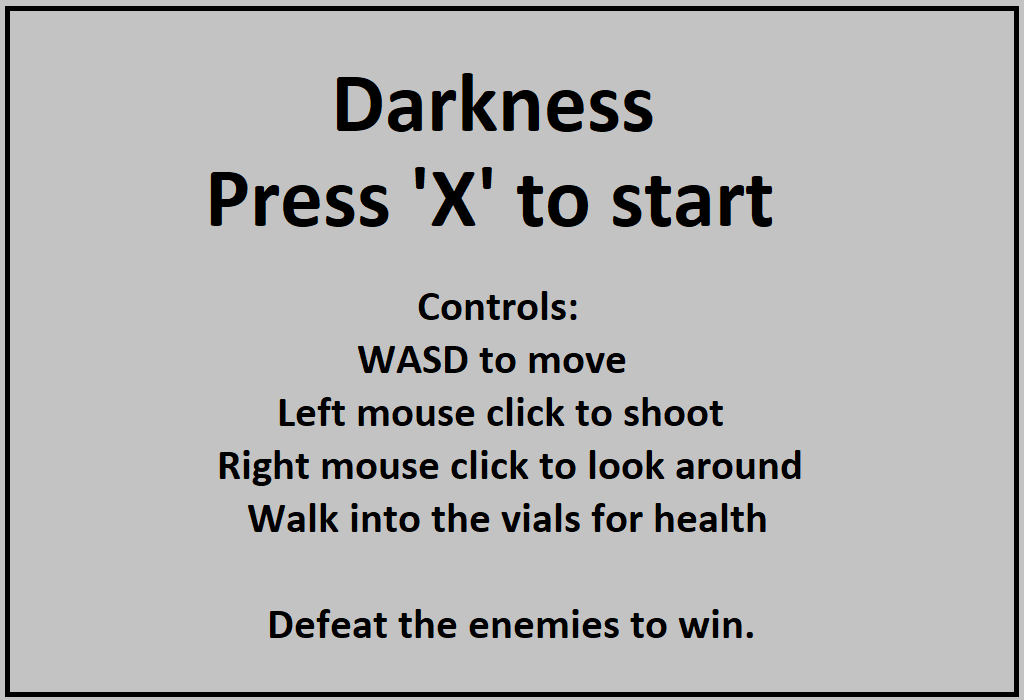 Darkness
Press 'X' to start
Controls:
WASD to move
Left mouse click to shoot
Right mouse click to look around
Walk into the vials for health
Defeat the enemies to win.